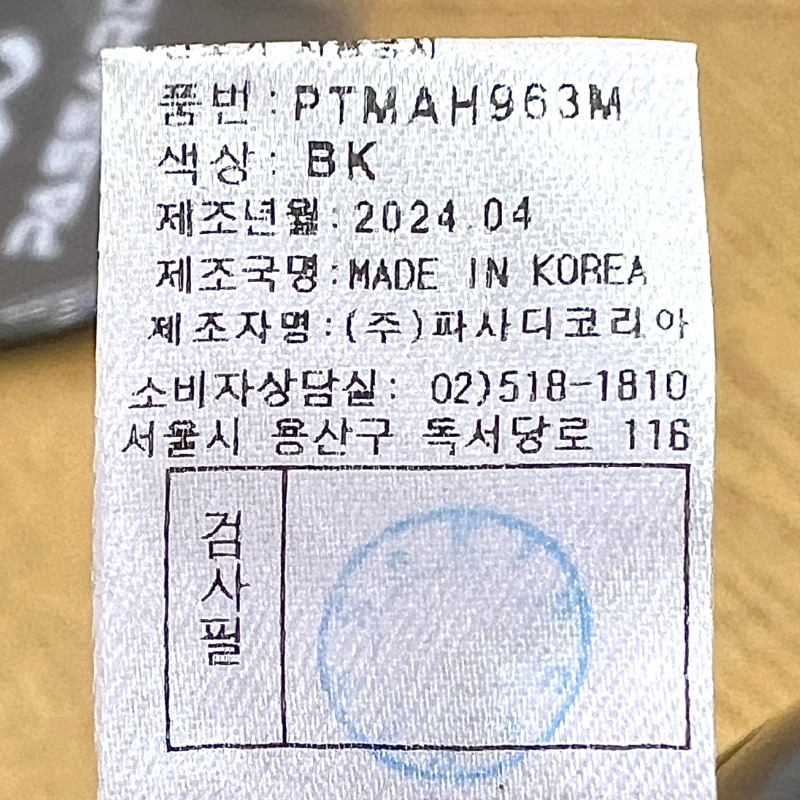 품번:PTMAH963M
색상: BK
제조년월:2024.04
제조국명:MADE IN KOREA
제조자명:(주)파사디코리아
소비자상담실: 02)518-1810
서울시 용산구 독서당로 116
검사필